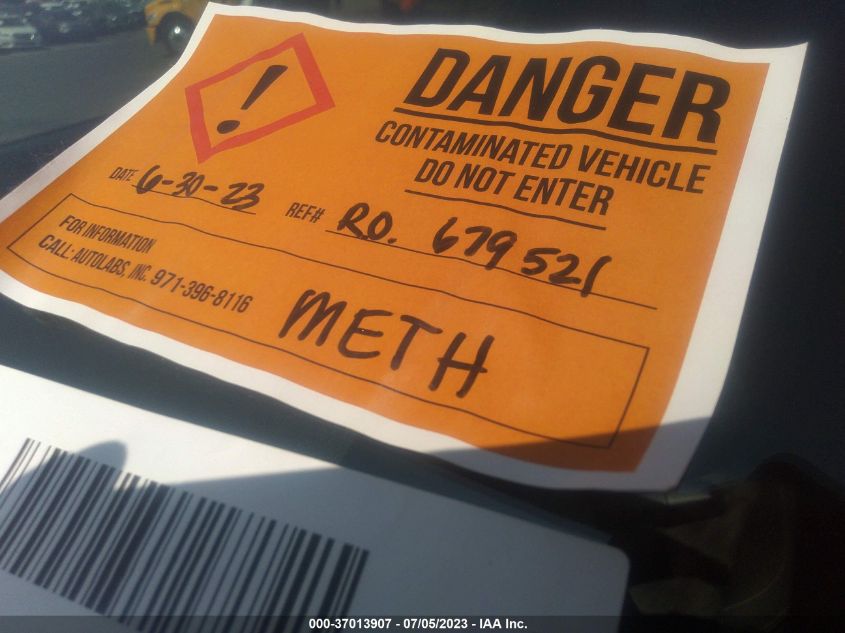 !
DANGER
CONTAMINATED VEHICLE
DO NOT ENTER
DATE 6-30-23 REF# RO. 679521
FOR INFORMATION
CALL: AUTOLABS, INC. 971-396-8116
METH
000-37013907 - 07/05/2023 - IAA Inc.